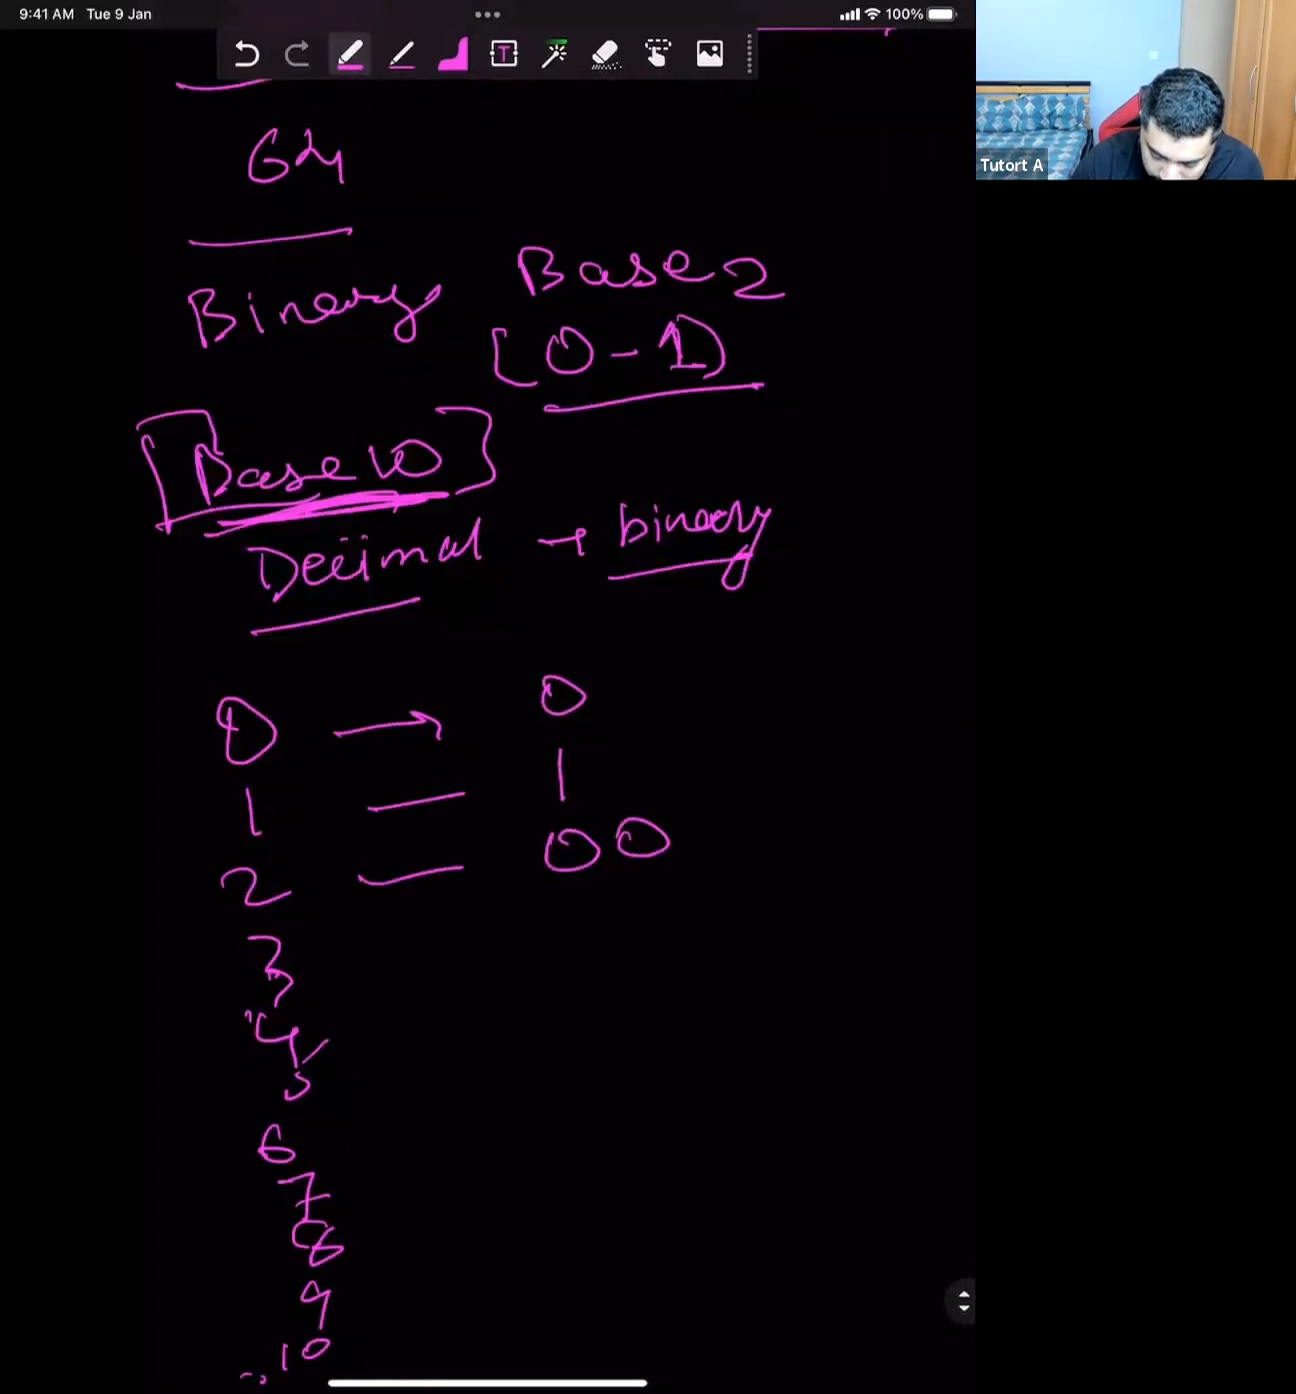 9:41 AM Tue 9 Jan
100%
Tutort A
T
64
Binary Base 2
[0-1)
[Base 10]
Decimal → binary
0 → 0
1 — 1
2 — 00
3
4
5
6
7
8
9
10